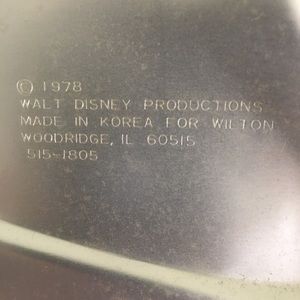 © 1978
WALT DISNEY PRODUCTIONS
MADE IN KOREA FOR WILTON
WOODRIDGE, IL 60515
515-1805